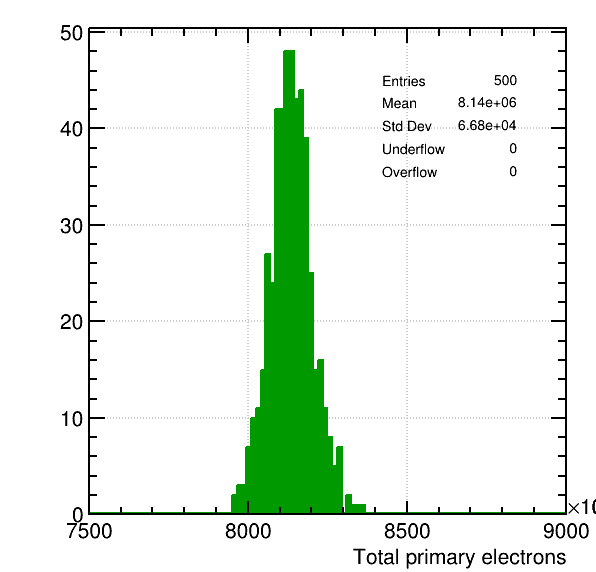 50
40
30
20
10
0
Entries 500
Mean 8.14e+06
Std Dev 6.68e+04
Underflow 0
Overflow 0
7500 8000 8500 9000
×10
Total primary electrons